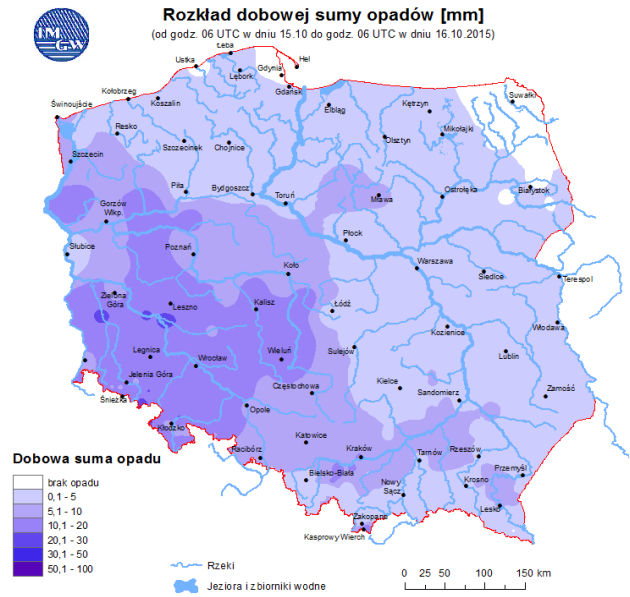 IM
GW
Rozkład dobowej sumy opadów [mm]
(od godz. 06 UTC w dniu 15.10 do godz. 06 UTC w dniu 16.10.2015)
Łeba
Ustka
Hel
Gdynia
Lębork
Gdańsk
Suwałki
Kołobrzeg
Koszalin
Świnoujście
Elbląg
Kętrzyn
Resko
Mikołajki
Olsztyn
Szczecinek
Chojnice
Szczecin
Piła
Bydgoszcz
Toruń
Mława
Ostrołęka
Białystok
Gorzów
Wlkp.
Płock
Słubice
Poznań
Koło
Warszawa
Siedlce
Terespol
Zielona
Góra
Leszno
Kalisz
Łódź
Kozienice
Włodawa
Legnica
Wrocław
Wieluń
Sulejów
Lublin
Jelenia Góra
Częstochowa
Kielce
Sandomierz
Zamość
Śnieżka
Opole
Kłodzko
Katowice
Racibórz
Kraków
Tarnów
Rzeszów
Bielsko-Biała
Przemyśl
Nowy
Sącz
Krosno
Lesko
Zakopane
Kasprowy Wierch
Dobowa suma opadu
brak opadu
0,1 - 5
5,1 - 10
10,1 - 20
20,1 - 30
30,1 - 50
50,1 - 100
Rzeki
Jeziora i zbiorniki wodne
0 25 50 100 150 km